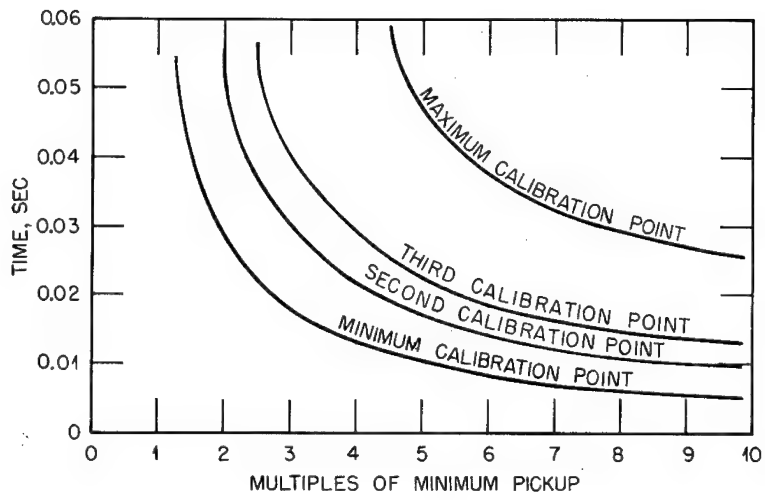 0.06
0.05
0.04
0.03
0.02
0.01
0
TIME, SEC
MAXIMUM CALIBRATION POINT
THIRD CALIBRATION POINT
SECOND CALIBRATION POINT
MINIMUM CALIBRATION POINT
0 1 2 3 4 5 6 7 8 9 10
MULTIPLES OF MINIMUM PICKUP